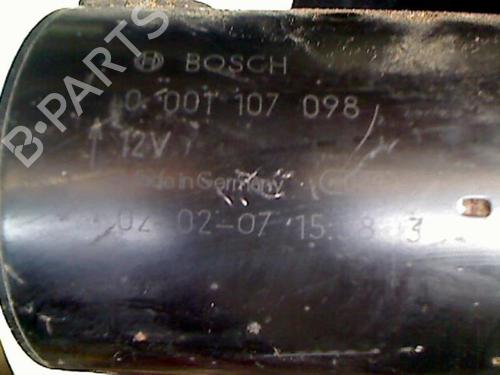 BOSCH
0 001 107 098
12V
Made in Germany
02-02-07
B-PARTS